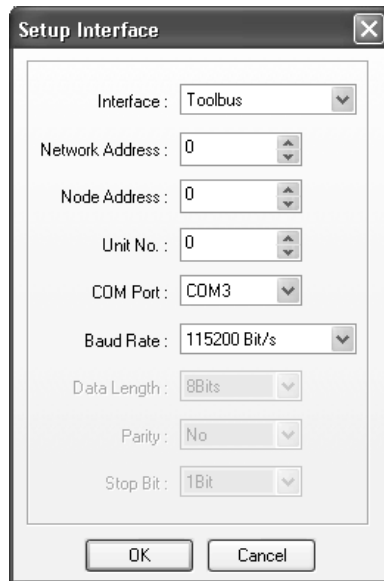 Setup Interface
Interface : Toolbus
Network Address : 0
Node Address : 0
Unit No. : 0
COM Port : COM3
Baud Rate : 115200 Bit/s
Data Length : 8Bits
Parity : No
Stop Bit : 1Bit
OK Cancel